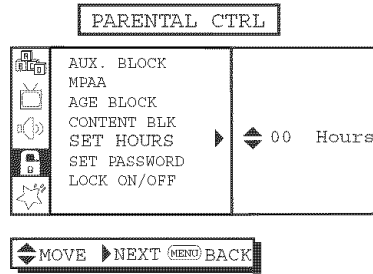 PARENTAL CTRL
AUX. BLOCK
MPAA
AGE BLOCK
CONTENT BLK
SET HOURS
SET PASSWORD
LOCK ON/OFF
00 Hours
MOVE NEXT MENU BACK